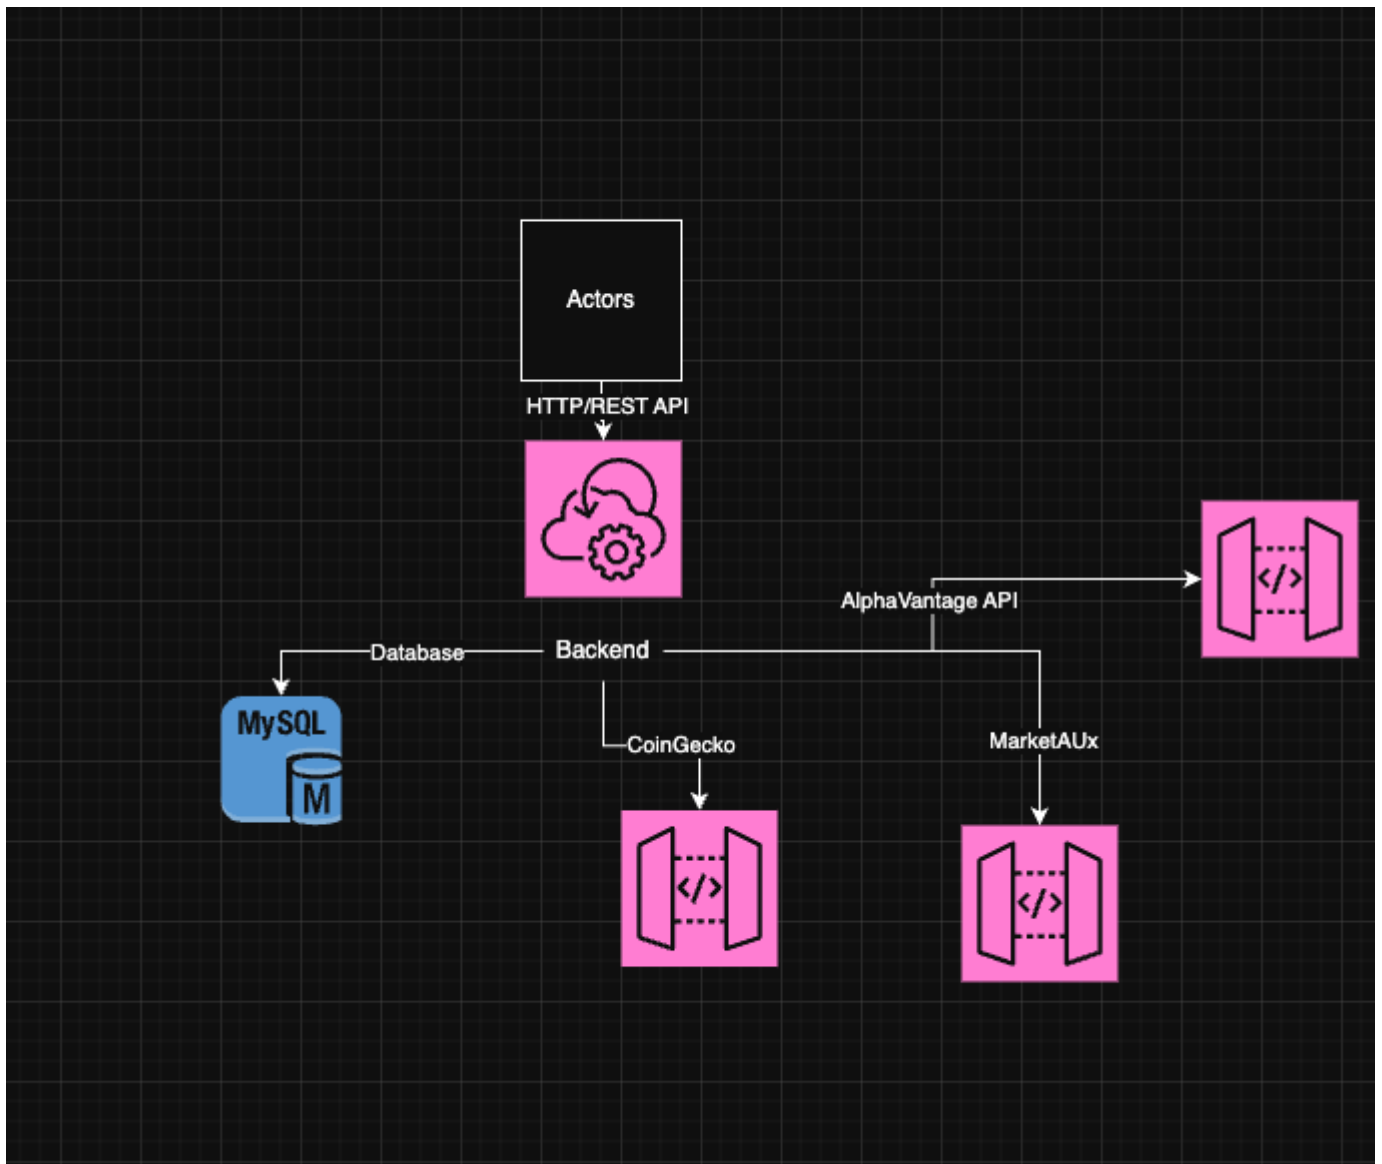 Actors
HTTP/REST API
</>
AlphaVantage API
Database
Backend
MySQL
M
CoinGecko
MarketAUx
</>
</>